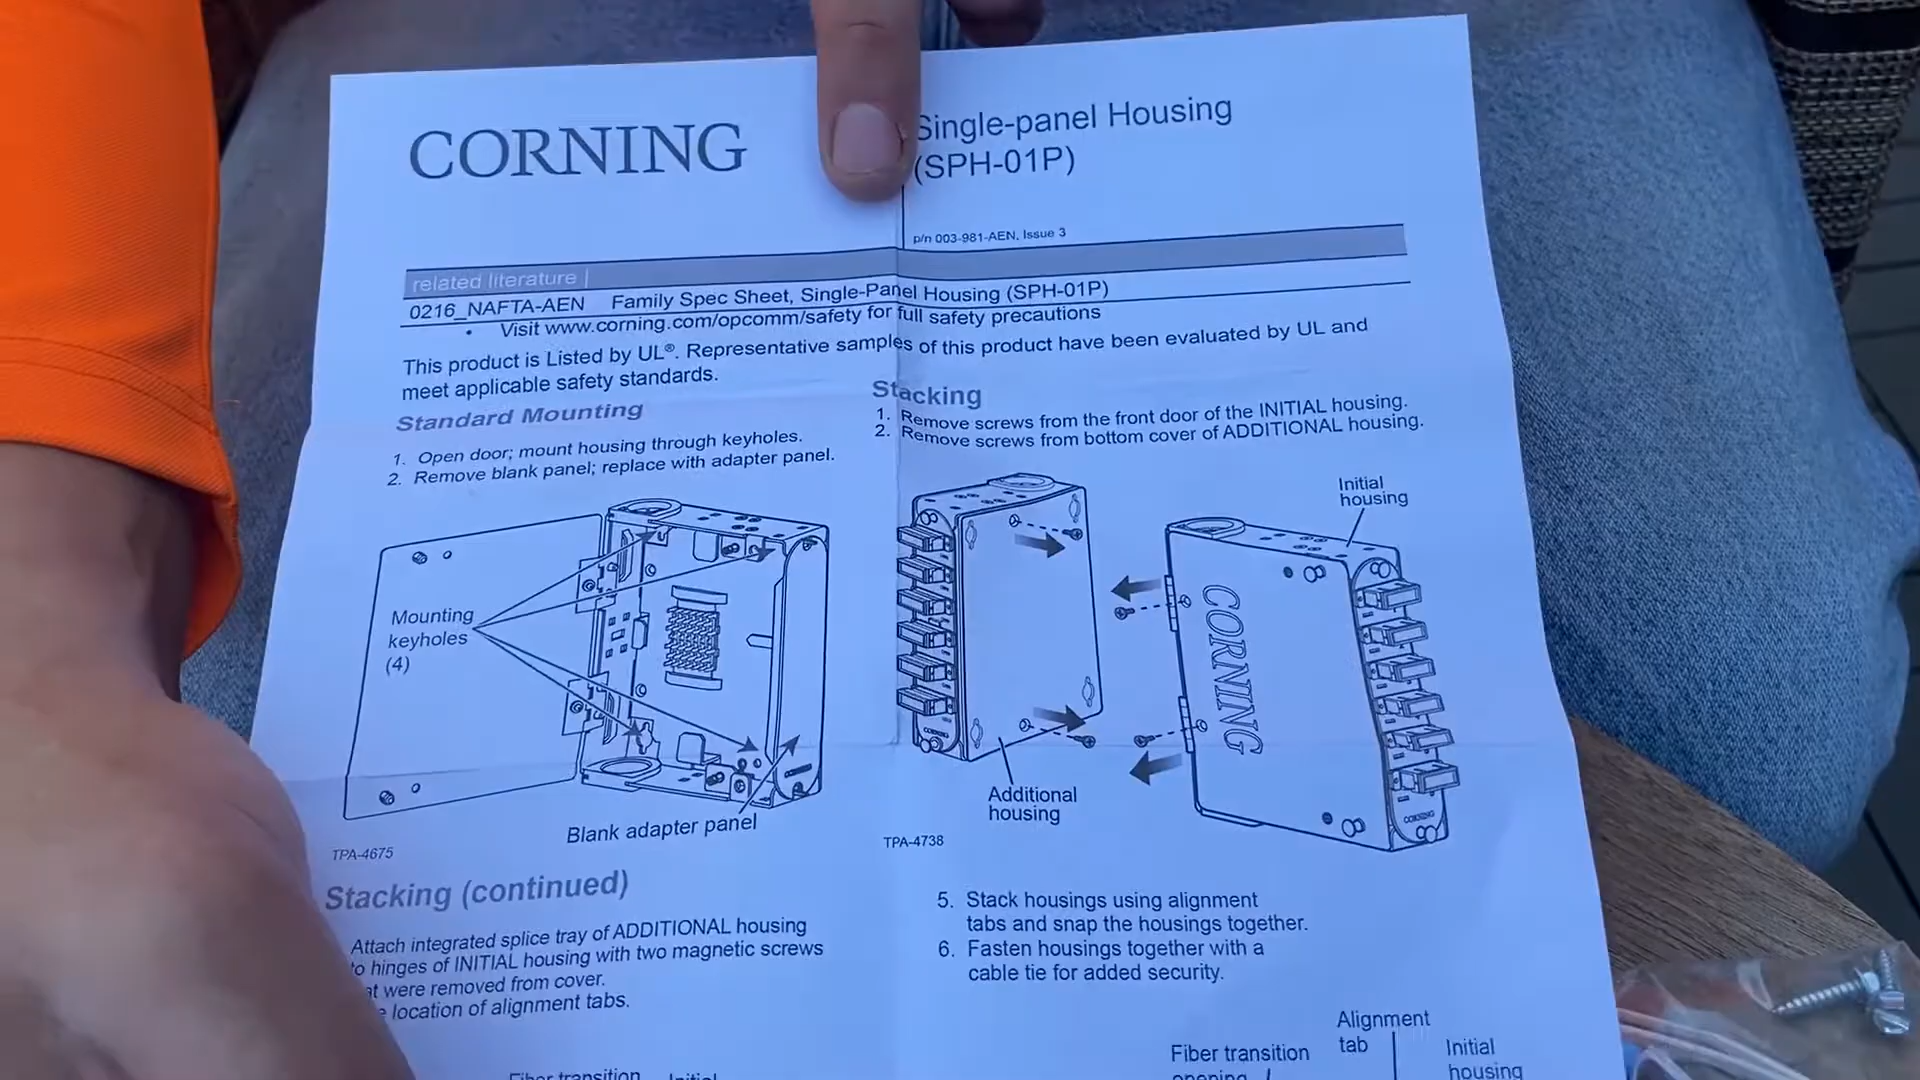 CORNING
Single-panel Housing
(SPH-01P)
p/n 003-981-AEN, Issue 3
related literature |
0216_NAFTA-AEN Family Spec Sheet, Single-Panel Housing (SPH-01P)
• Visit www.corning.com/opcomm/safety for full safety precautions
This product is Listed by UL®. Representative samples of this product have been evaluated by UL and
meet applicable safety standards.
Standard Mounting
1. Open door; mount housing through keyholes.
2. Remove blank panel; replace with adapter panel.
Mounting
keyholes
(4)
Blank adapter panel
TPA-4675
Stacking
1. Remove screws from the front door of the INITIAL housing.
2. Remove screws from bottom cover of ADDITIONAL housing.
Initial
housing
CORNING
CORNING
CORNING
Additional
housing
TPA-4738
Stacking (continued)
Attach integrated splice tray of ADDITIONAL housing
to hinges of INITIAL housing with two magnetic screws
were removed from cover.
location of alignment tabs.
5. Stack housings using alignment
tabs and snap the housings together.
6. Fasten housings together with a
cable tie for added security.
Fiber transition
Initial
Fiber transition
opening
Alignment
tab
Initial
housing